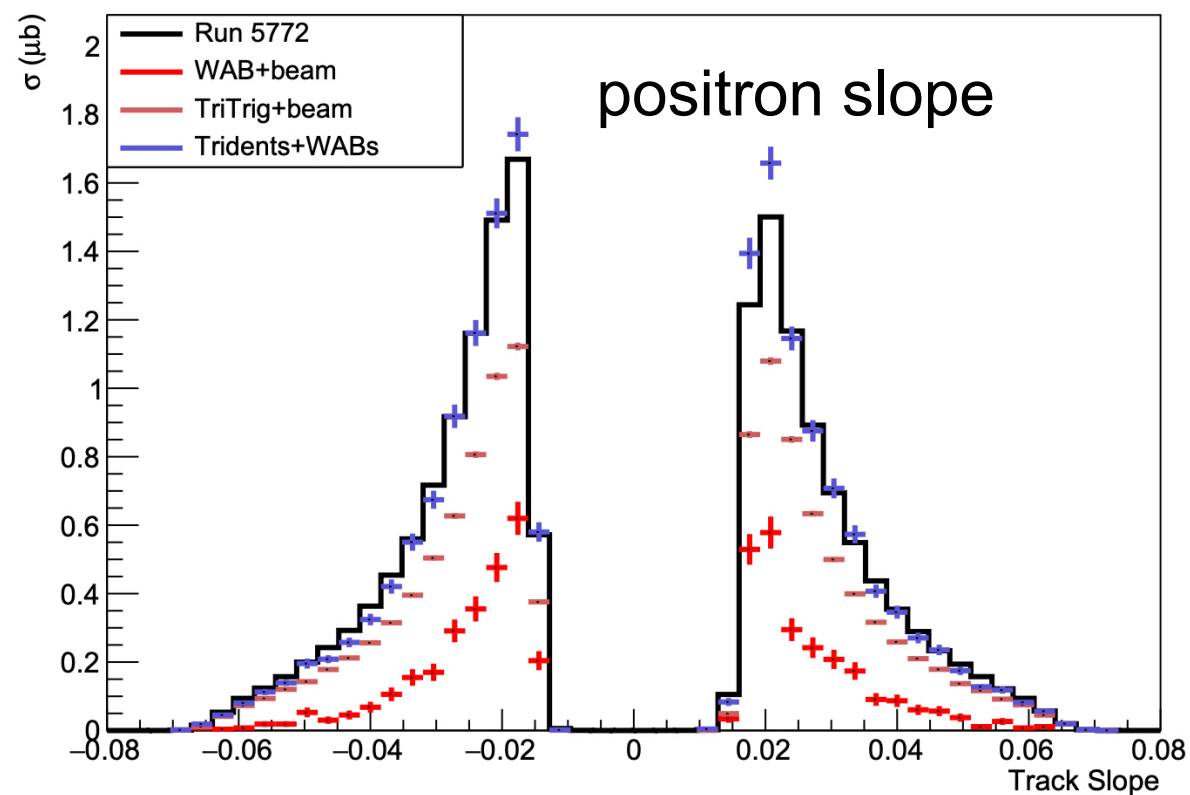 σ (μb)
2
1.8
1.6
1.4
1.2
1
0.8
0.6
0.4
0.2
0
Run 5772
WAB+beam
TriTrig+beam
Tridents+WABs
positron slope
−0.08 −0.06 −0.04 −0.02 0 0.02 0.04 0.06 0.08
Track Slope